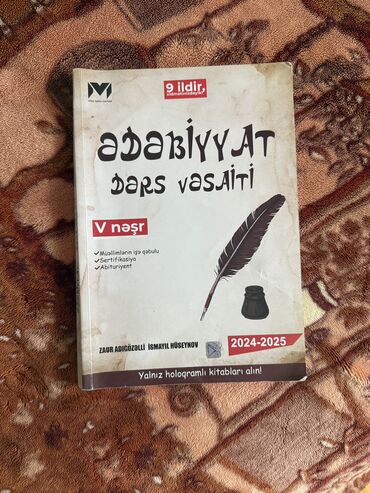 9 ildir,
ƏDƏBİYYAT
DƏRS VƏSAİTİ
V nəşr
Müəllimlərin işə qəbulu
Sertifikasiya
Abituriyent
ZAUR ADIGÖZƏLLİ İSMAYIL HÜSEYNOV
2024-2025
Yalnız holoqramlı kitabları alın!